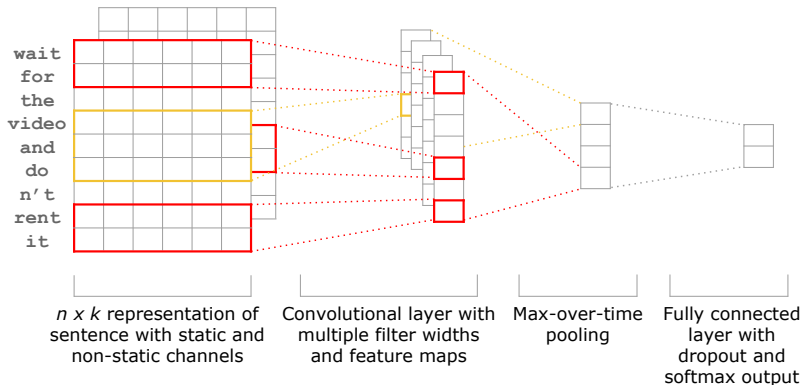 wait
for
the
video
and
do
n't
rent
it
n x k representation of
sentence with static and
non-static channels
Convolutional layer with
multiple filter widths
and feature maps
Max-over-time
pooling
Fully connected
layer with
dropout and
softmax output